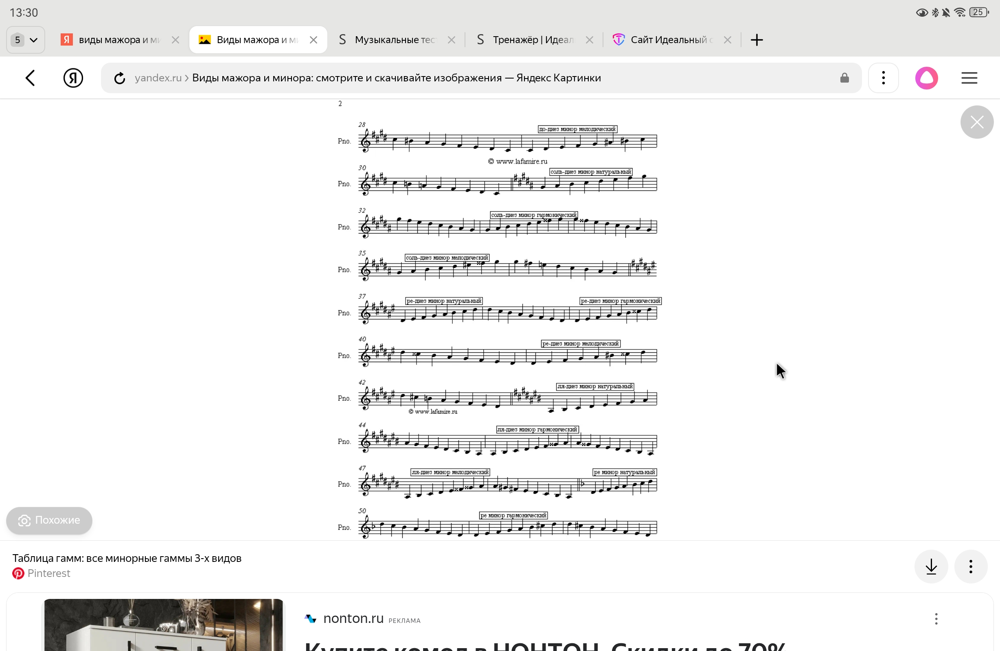 13:30
25
5
виды мажора и ми
Виды мажора и ми
Музыкальные тес
Тренажёр | Идеал
Сайт Идеальный с
yandex.ru › Виды мажора и минора: смотрите и скачивайте изображения — Яндекс Картинки
2
28
до-диез минор мелодический
Pno.
© www.lafamire.ru
30
соль-диез минор натуральный
Pno.
32
соль-диез минор гармонический
Pno.
35
соль-диез минор мелодический
Pno.
37
ре-диез минор натуральный
ре-диез минор гармонический
Pno.
40
ре-диез минор мелодический
Pno.
42
ля-диез минор натуральный
Pno.
© www.lafamire.ru
44
ля-диез минор гармонический
Pno.
47
ля-диез минор мелодический
ре минор натуральный
Pno.
50
ре минор гармонический
Pno.
Похожие
Таблица гамм: все минорные гаммы 3-х видов
Pinterest
nonton.ru РЕКЛАМА
Купите комод в НОНТОН. Скидки до 70%